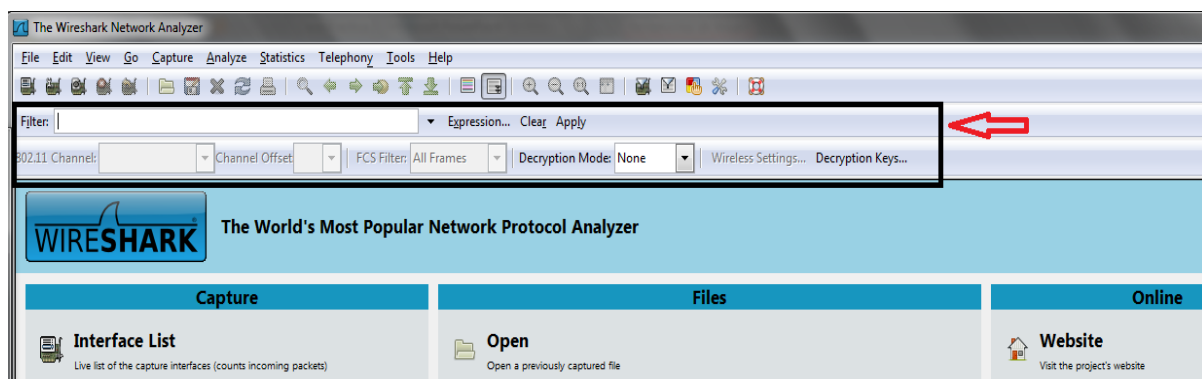 The Wireshark Network Analyzer
File Edit View Go Capture Analyze Statistics Telephony Tools Help
Filter: Expression... Clear Apply
802.11 Channel: Channel Offset: FCS Filter: All Frames Decryption Mode: None Wireless Settings... Decryption Keys...
WIRESHARK The World's Most Popular Network Protocol Analyzer
Capture Files Online
Interface List Open Website
Live list of the capture interfaces (counts incoming packets) Open a previously captured file Visit the project's website